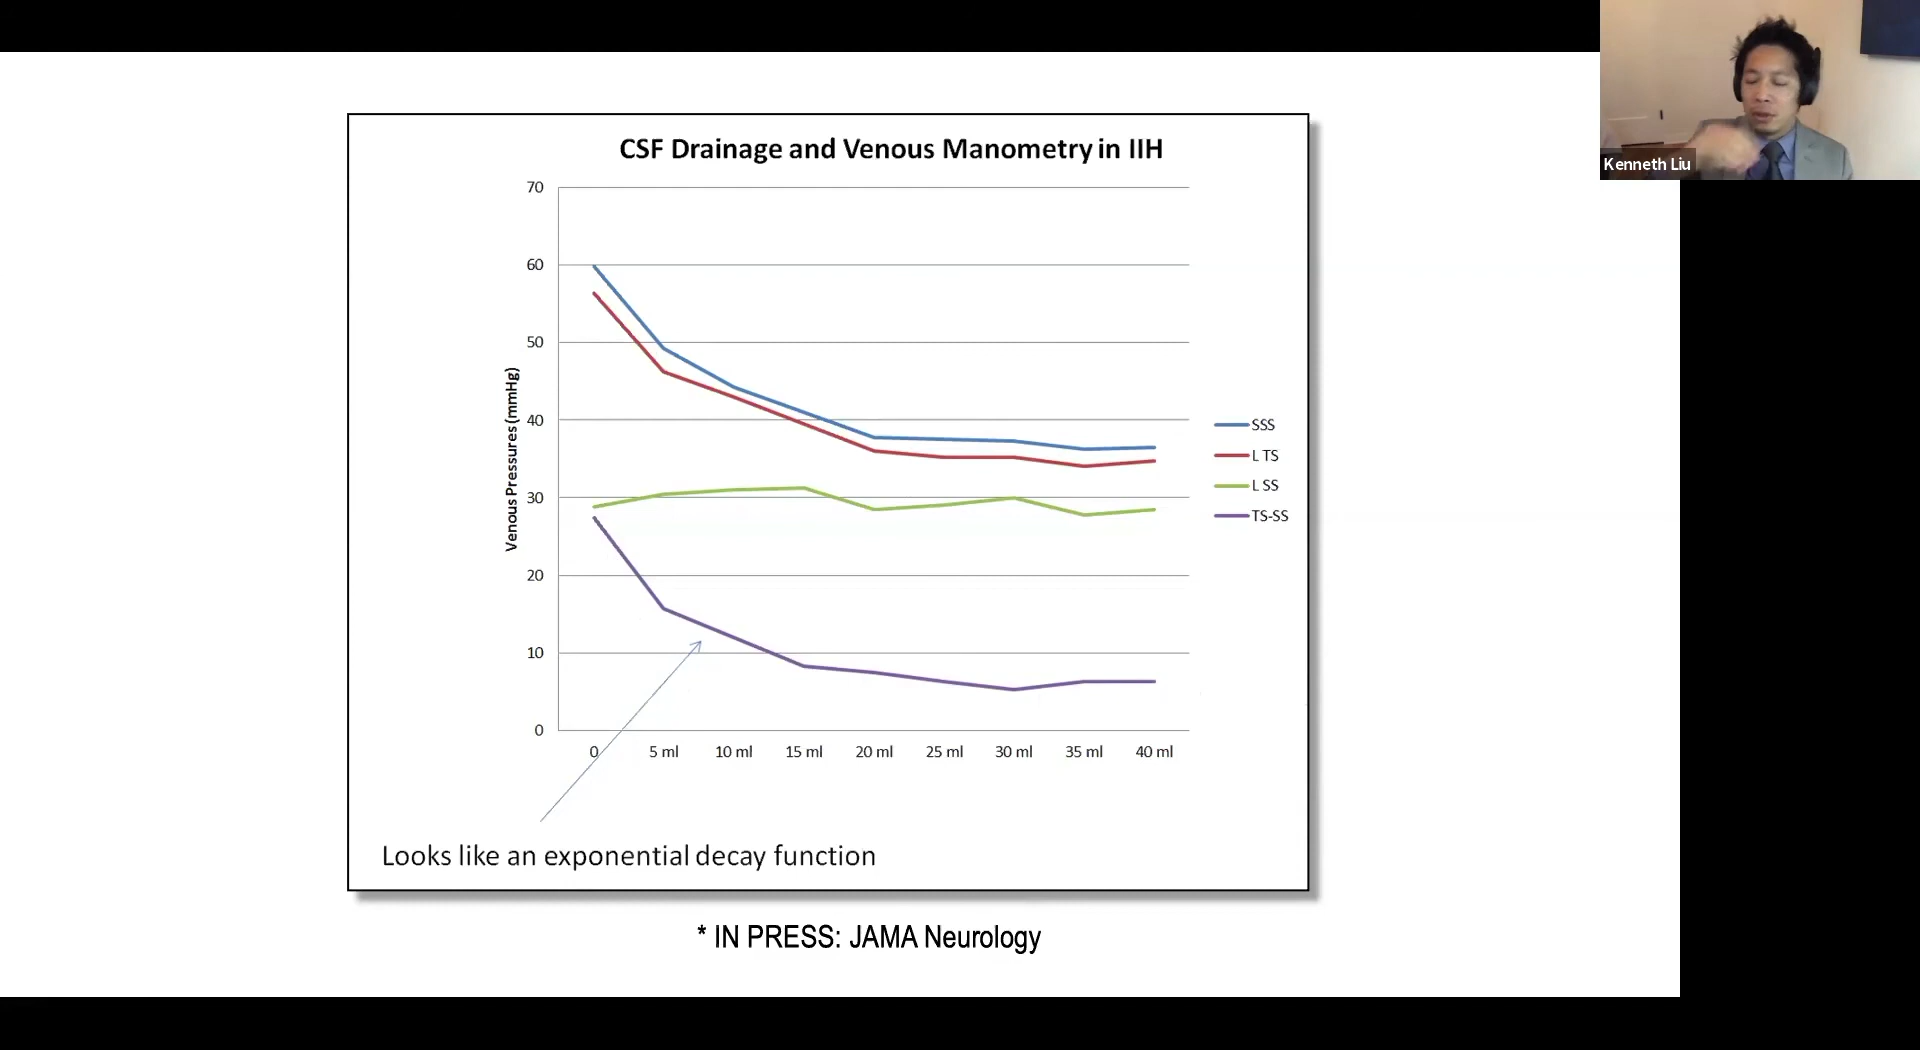 Kenneth Liu
CSF Drainage and Venous Manometry in IIH
Venous Pressures (mmHg)
70
60
50
40
30
20
10
0
0 5 ml 10 ml 15 ml 20 ml 25 ml 30 ml 35 ml 40 ml
SSS
L TS
L SS
TS-SS
Looks like an exponential decay function
* IN PRESS: JAMA Neurology